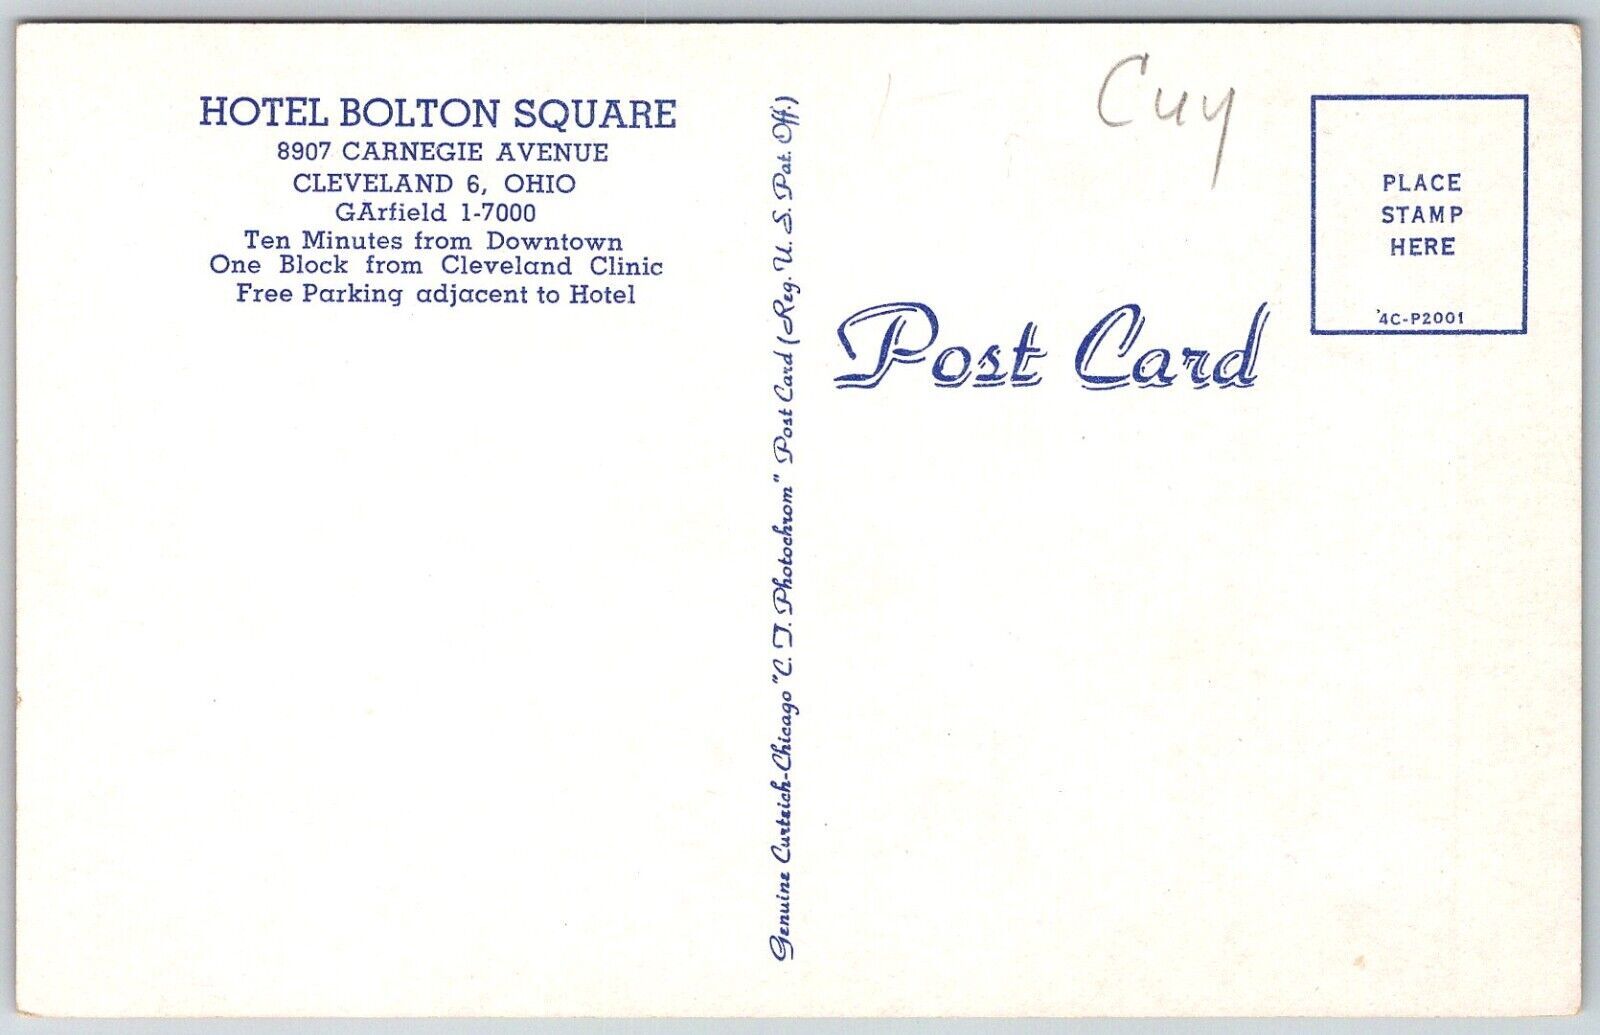 HOTEL BOLTON SQUARE
8907 CARNEGIE AVENUE
CLEVELAND 6, OHIO
GArfield 1-7000
Ten Minutes from Downtown
One Block from Cleveland Clinic
Free Parking adjacent to Hotel
Genuine Curteich-Chicago "C. T. Photochrom" Post Card (Reg. U. S. Pat. Off.)
Cuy
Post Card
PLACE
STAMP
HERE
4C-P2001